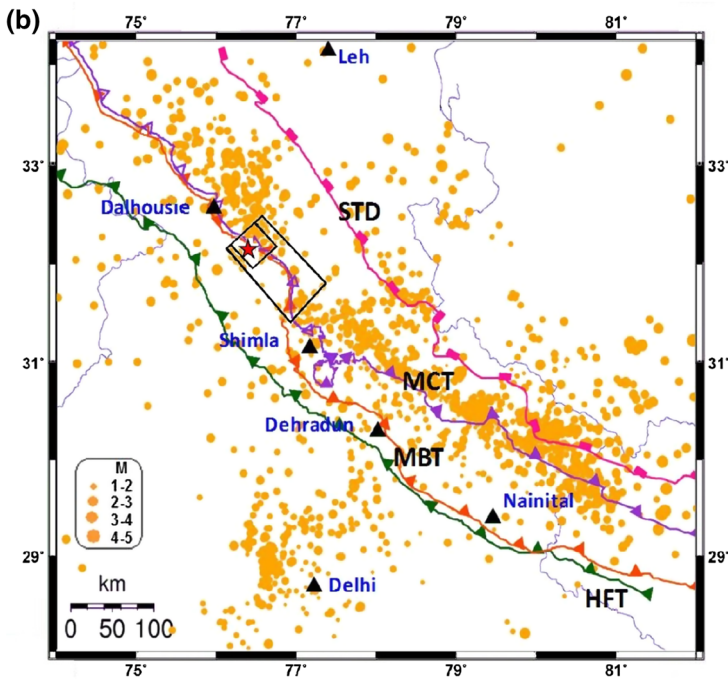 (b)
75° 77° 79° 81°
Leh
33° 33°
STD
Dalhousie
Shimla
31° 31°
MCT
Dehradun
MBT
M
1-2
2-3
3-4
4-5
Nainital
29° 29°
km
Delhi
HFT
0 50 100
75° 77° 79° 81°